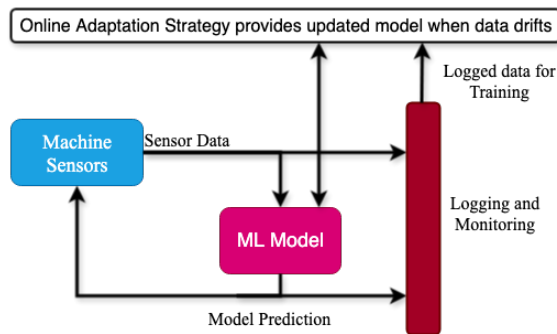 Online Adaptation Strategy provides updated model when data drifts
Logged data for
Training
Machine
Sensors
Sensor Data
Logging and
Monitoring
ML Model
Model Prediction